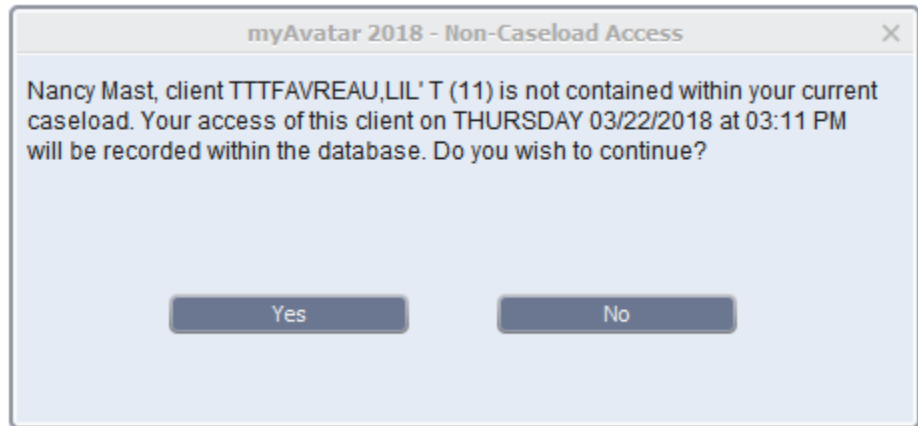 myAvatar 2018 - Non-Caseload Access
Nancy Mast, client TTTFAVREAU,LIL' T (11) is not contained within your current
caseload. Your access of this client on THURSDAY 03/22/2018 at 03:11 PM
will be recorded within the database. Do you wish to continue?
Yes
No